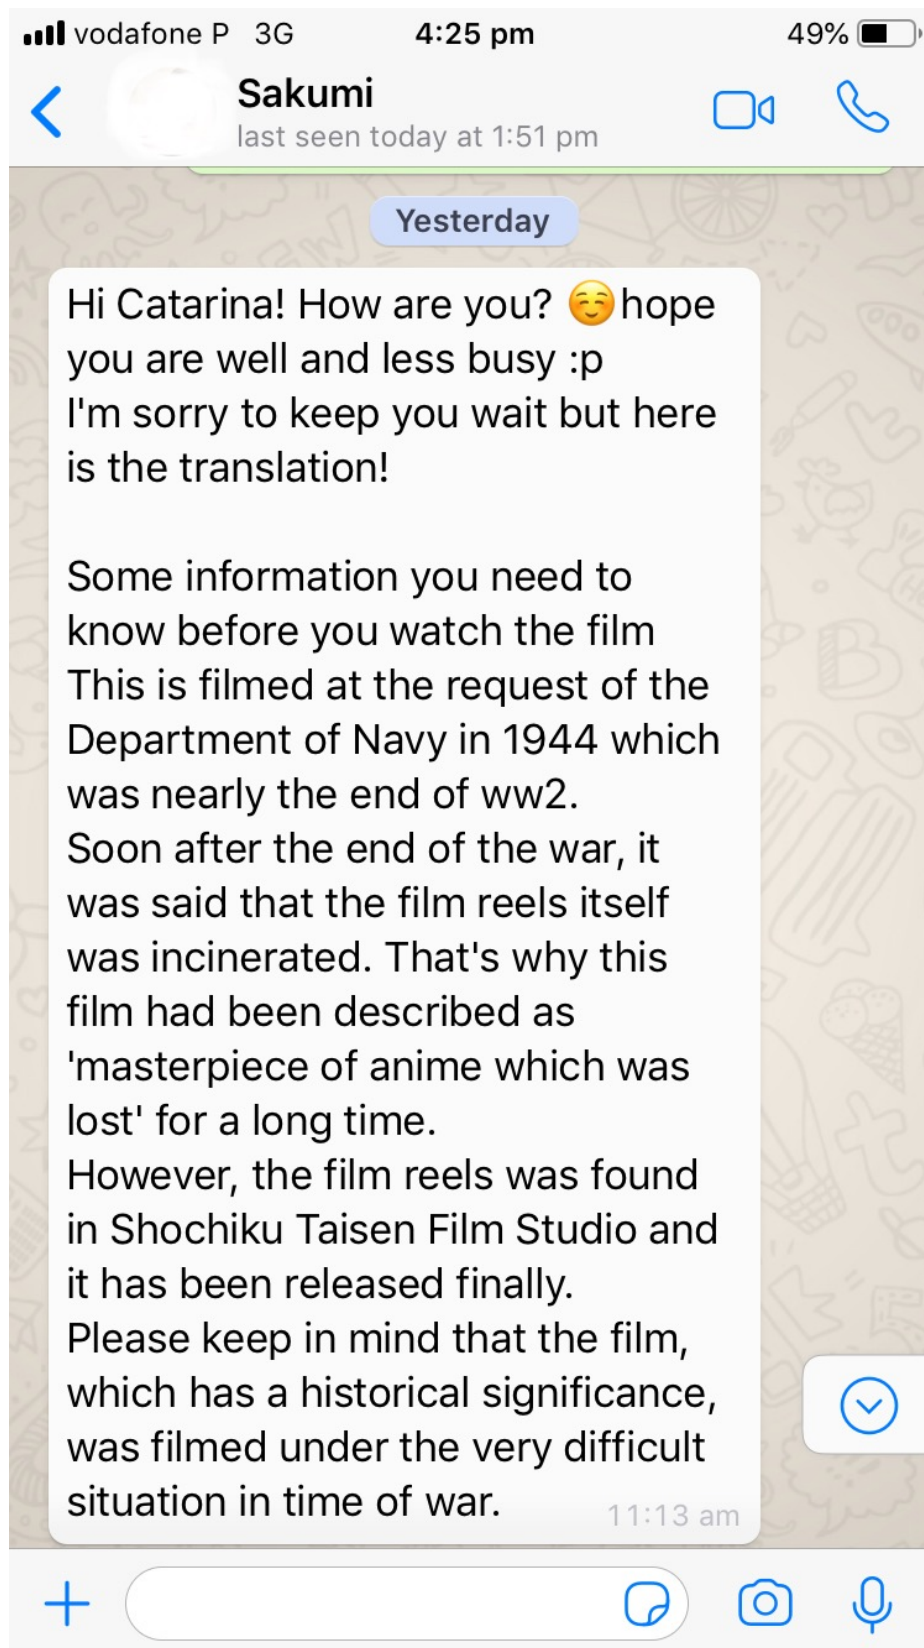 vodafone P 3G 4:25 pm 49%
Sakumi
last seen today at 1:51 pm
Yesterday
Hi Catarina! How are you? ☺️hope
you are well and less busy :p
I'm sorry to keep you wait but here
is the translation!
Some information you need to
know before you watch the film
This is filmed at the request of the
Department of Navy in 1944 which
was nearly the end of ww2.
Soon after the end of the war, it
was said that the film reels itself
was incinerated. That's why this
film had been described as
'masterpiece of anime which was
lost' for a long time.
However, the film reels was found
in Shochiku Taisen Film Studio and
it has been released finally.
Please keep in mind that the film,
which has a historical significance,
was filmed under the very difficult
situation in time of war.
11:13 am